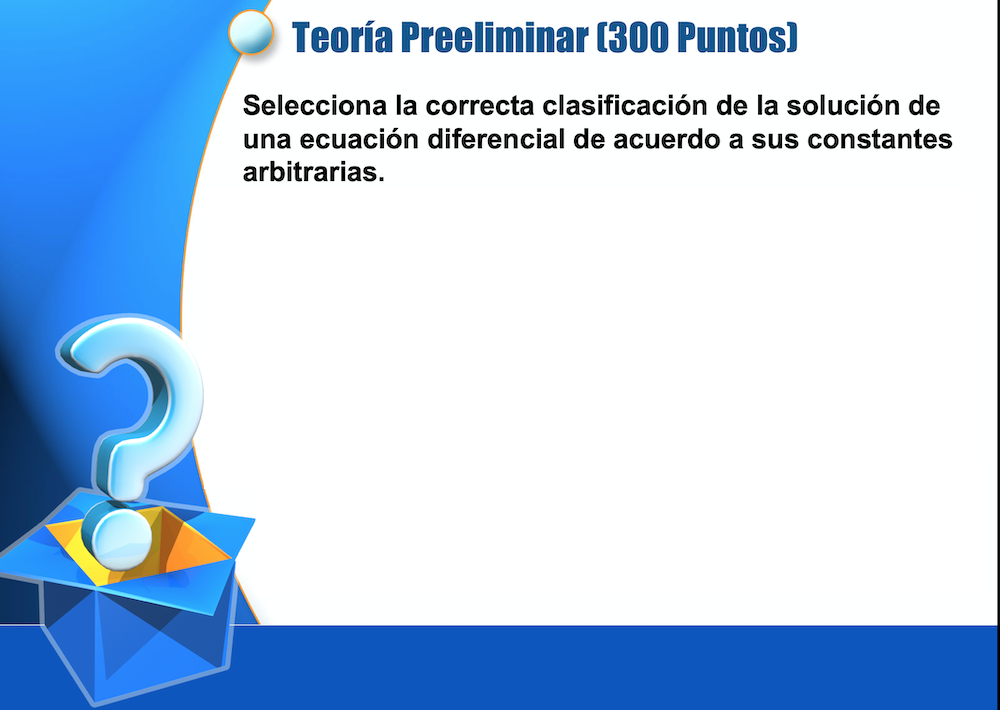 Teoría Preeliminar (300 Puntos)
Selecciona la correcta clasificación de la solución de
una ecuación diferencial de acuerdo a sus constantes
arbitrarias.